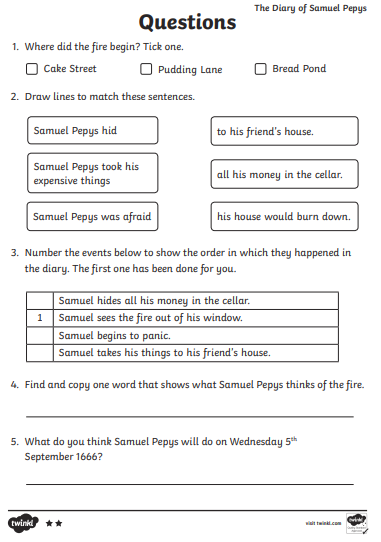 The Diary of Samuel Pepys
Questions
1. Where did the fire begin? Tick one.
Cake Street
Pudding Lane
Bread Pond
2. Draw lines to match these sentences.
Samuel Pepys hid
to his friend's house.
Samuel Pepys took his
expensive things
all his money in the cellar.
Samuel Pepys was afraid
his house would burn down.
3. Number the events below to show the order in which they happened in
the diary. The first one has been done for you.
Samuel hides all his money in the cellar.
1 Samuel sees the fire out of his window.
Samuel begins to panic.
Samuel takes his things to his friend's house.
4. Find and copy one word that shows what Samuel Pepys thinks of the fire.
5. What do you think Samuel Pepys will do on Wednesday 5th
September 1666?
twinkl
visit twinkl.com
twinkl